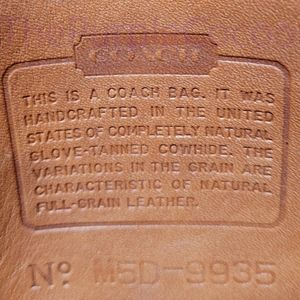 COACH
THIS IS A COACH BAG. IT WAS
HANDCRAFTED IN THE UNITED
STATES OF COMPLETELY NATURAL
GLOVE-TANNED COWHIDE. THE
VARIATIONS IN THE GRAIN ARE
CHARACTERISTIC OF NATURAL
FULL-GRAIN LEATHER.
No M5D-9935